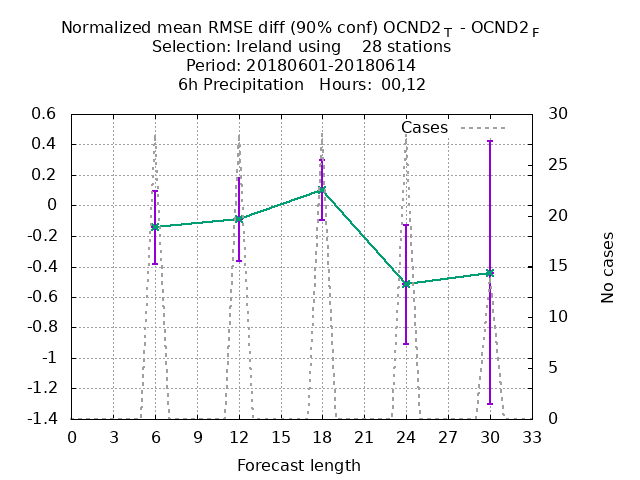 Normalized mean RMSE diff (90% conf) OCND2 T - OCND2 F
Selection: Ireland using 28 stations
Period: 20180601-20180614
6h Precipitation Hours: 00,12
Cases
0.6
0.4
0.2
0
-0.2
-0.4
-0.6
-0.8
-1
-1.2
-1.4
30
25
20
15
10
5
0
No cases
0 3 6 9 12 15 18 21 24 27 30 33
Forecast length